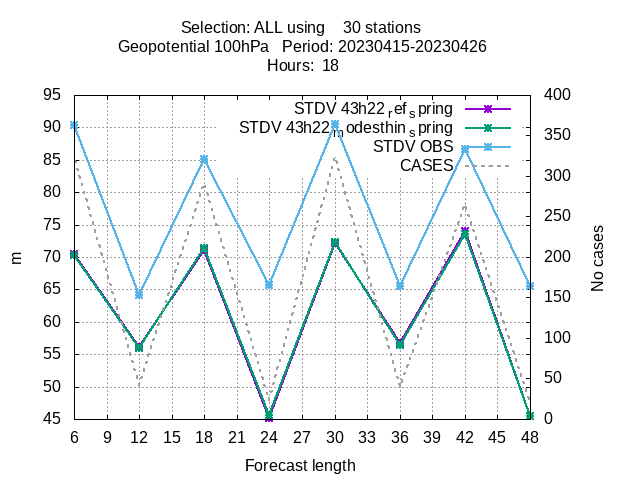 Selection: ALL using 30 stations
Geopotential 100hPa Period: 20230415-20230426
Hours: 18
STDV 43h22_ref_spring
STDV 43h22_modesthin_spring
STDV OBS
CASES
95
90
85
80
75
70
65
60
55
50
45
m
400
350
300
250
200
150
100
50
0
No cases
6 9 12 15 18 21 24 27 30 33 36 39 42 45 48
Forecast length